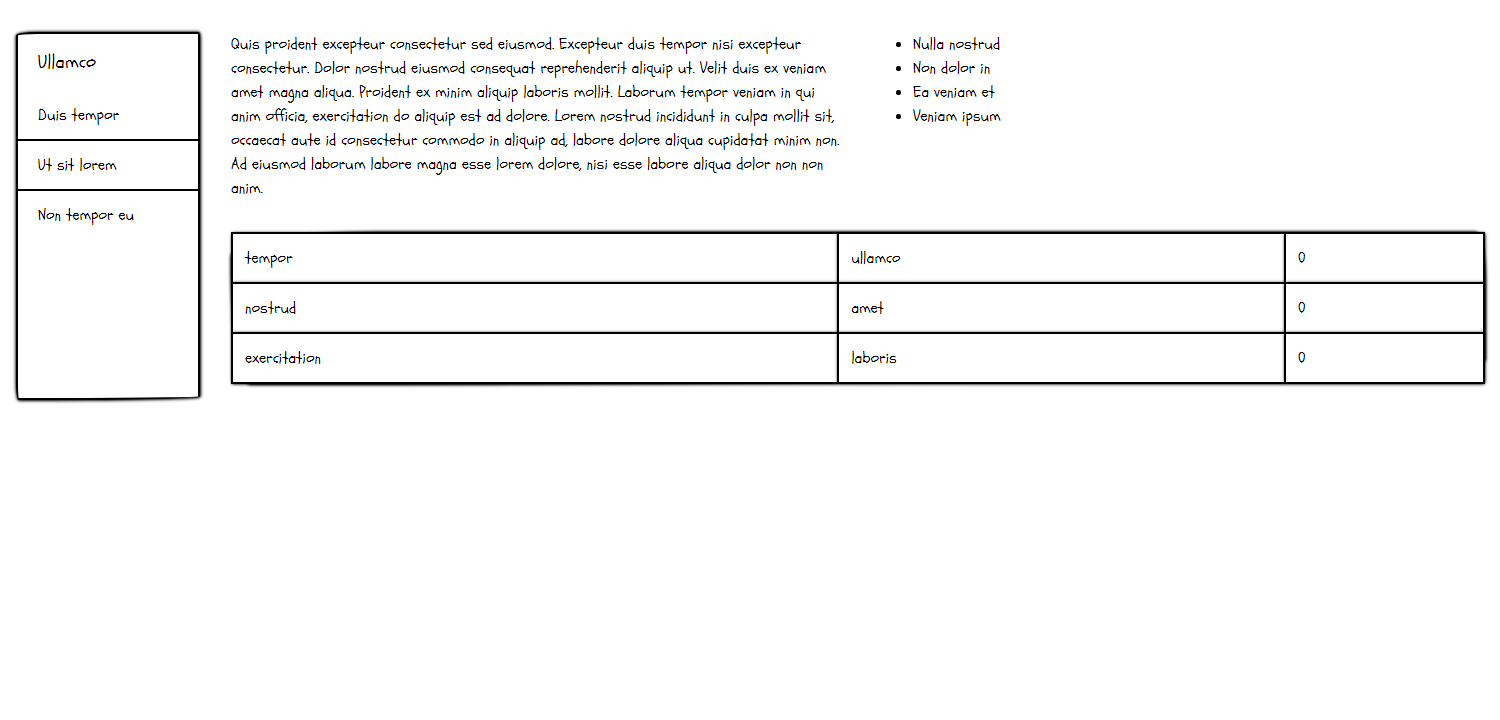 Ullamco
Duis tempor
Ut sit lorem
Non tempor eu
Quis proident excepteur consectetur sed eiusmod. Excepteur duis tempor nisi excepteur
consectetur. Dolor nostrud eiusmod consequat reprehenderit aliquip ut. Velit duis ex veniam
amet magna aliqua. Proident ex minim aliquip laboris mollit. Laborum tempor veniam in qui
anim officia, exercitation do aliquip est ad dolore. Lorem nostrud incididunt in culpa mollit sit,
occaecat aute id consectetur commodo in aliquip ad, labore dolore aliqua cupidatat minim non.
Ad eiusmod laborum labore magna esse lorem dolore, nisi esse labore aliqua dolor non non
anim.
Nulla nostrud
Non dolor in
Ea veniam et
Veniam ipsum
tempor ullamco 0
nostrud amet 0
exercitation laboris 0